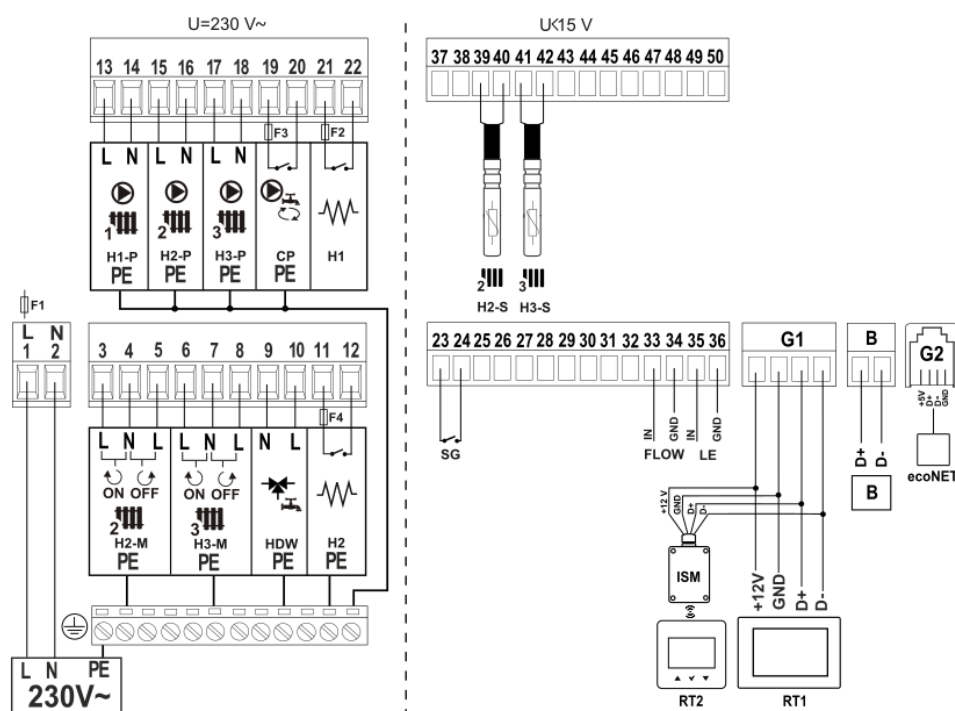 U=230 V~
U<15 V
13 14 15 16 17 18 19 20 21 22
37 38 39 40 41 42 43 44 45 46 47 48 49 50
F3 F2
L N L N L N
1 2 3
H1-P H2-P H3-P CP H1
PE PE PE PE
2 3
H2-S H3-S
F1
L N
1 2
3 4 5 6 7 8 9 10 11 12
23 24 25 26 27 28 29 30 31 32 33 34 35 36
G1
B
G2
+5V D+ D- GND
F4
L N L L N L N L
ON OFF ON OFF
2 3
H2-M H3-M HDW H2
PE PE PE PE
SG
IN GND IN GND
FLOW LE
D+ D-
B
ecoNET
+12 V GND D+ D-
ISM
+12V GND D+ D-
L N PE
230V~
RT2 RT1